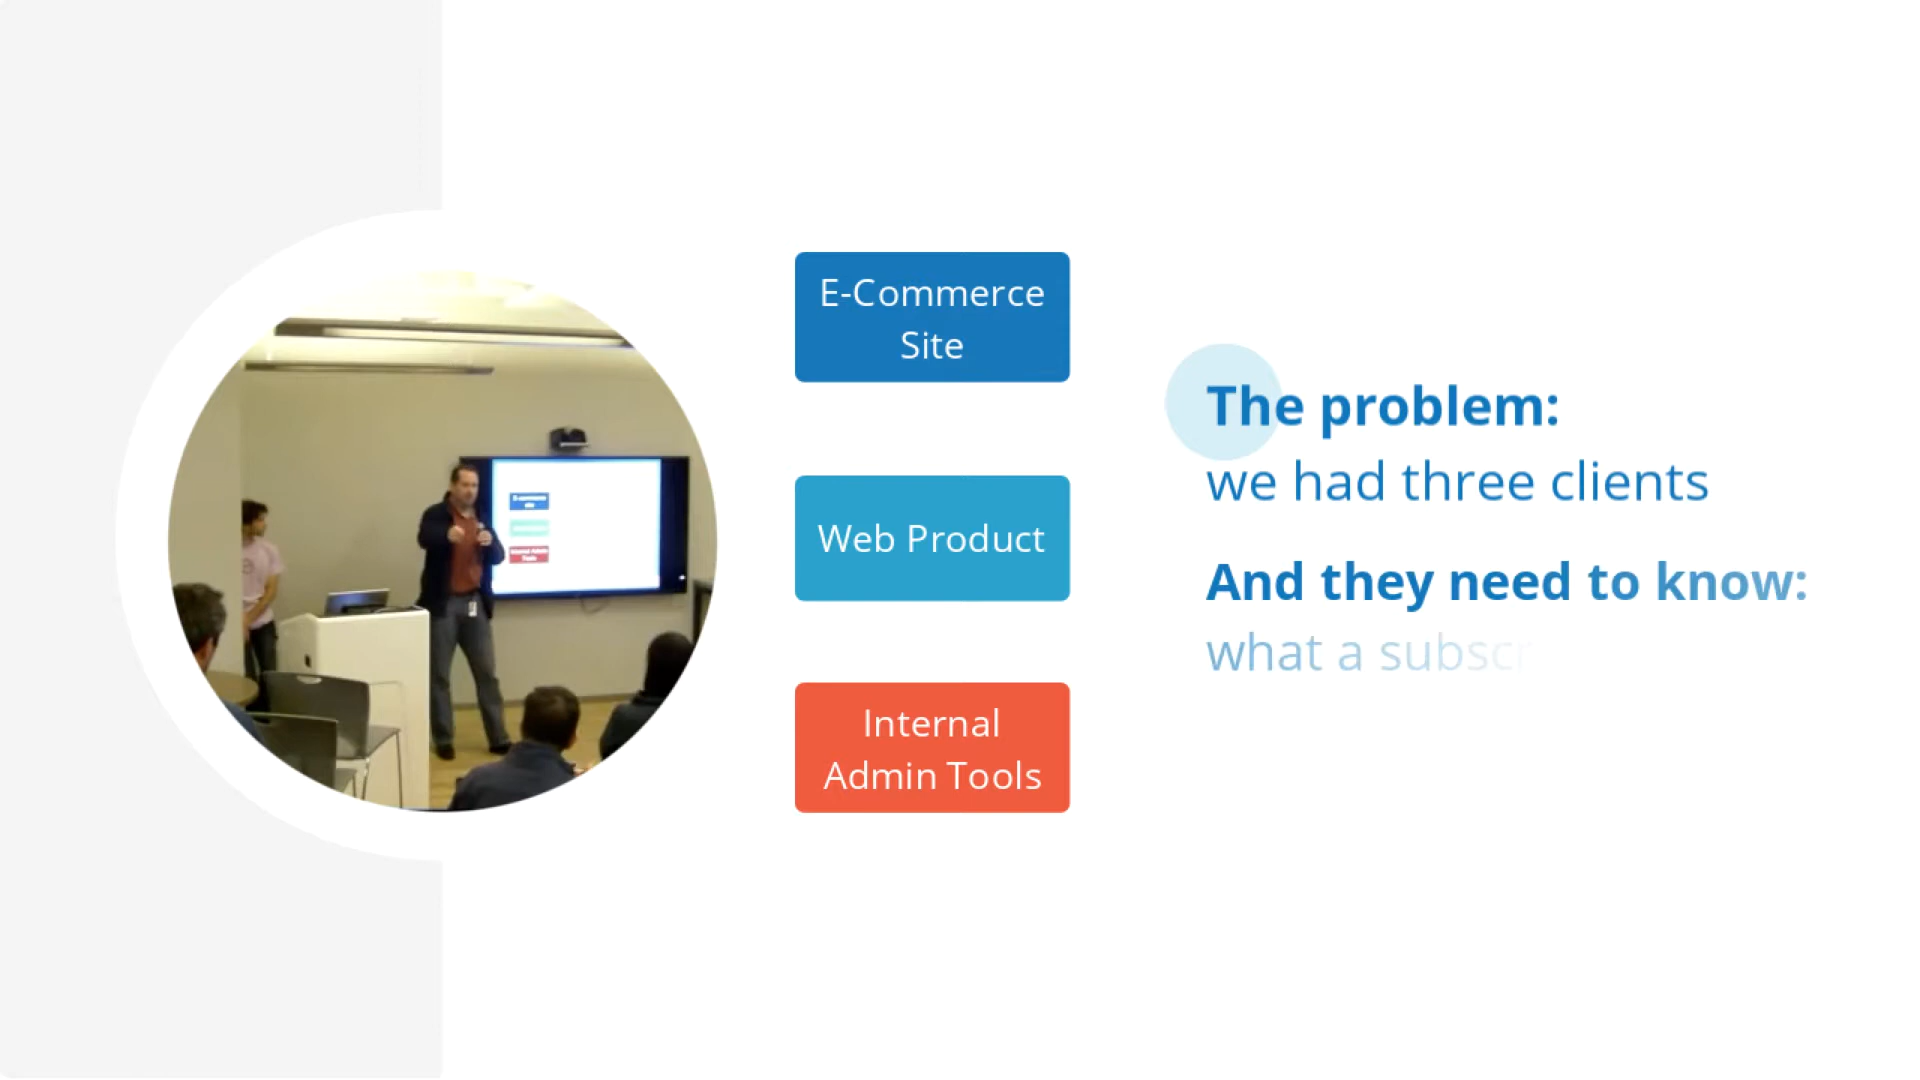 E-Commerce
Site
Web Product
Internal
Admin Tools
The problem:
we had three clients
And they need to know:
what a subsc